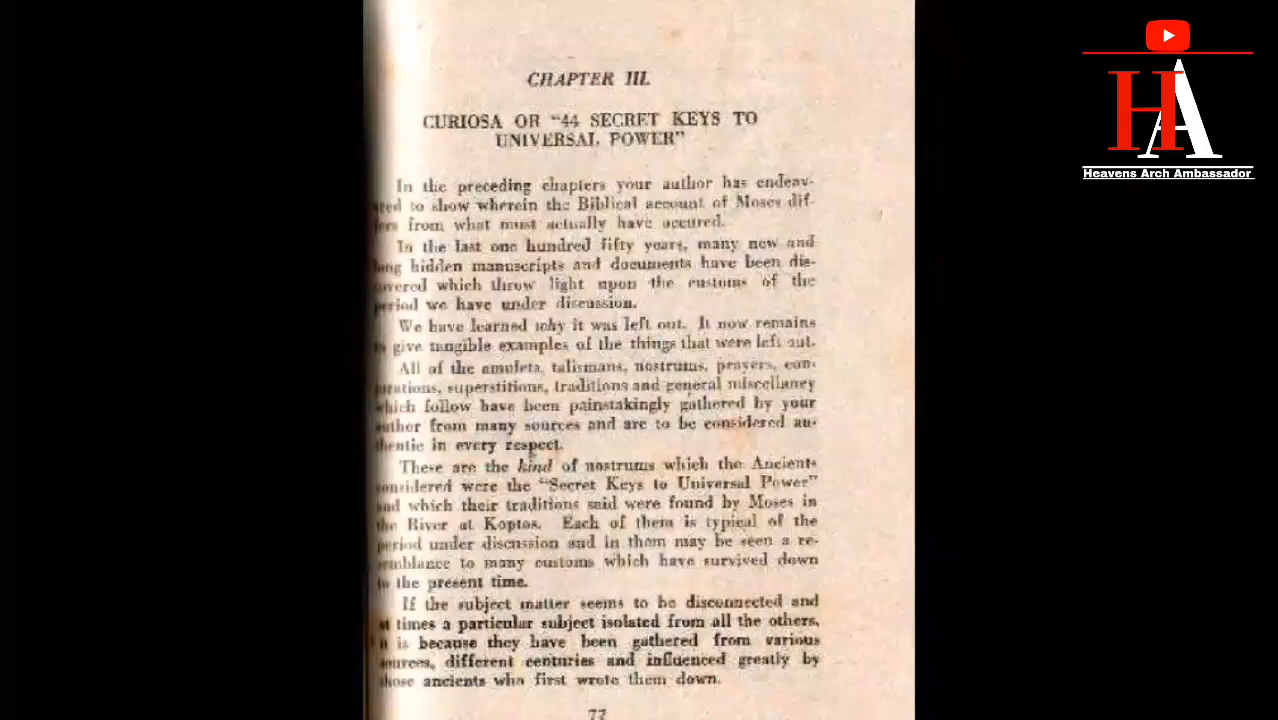 CHAPTER III.
CURIOSA OR "44 SECRET KEYS TO
UNIVERSAL POWER"
In the preceding chapters your author has endeav-
ored to show wherein the Biblical account of Moses dif-
fers from what must actually have occured.
In the last one hundred fifty years, many new and
long hidden manuscripts and documents have been dis-
covered which throw light upon the customs of the
period we have under discussion.
We have learned why it was left out. It now remains
to give tangible examples of the things that were left out.
All of the amulets, talismans, nostrums, prayers, con-
jurations, superstitions, traditions and general miscellaney
which follow have been painstakingly gathered by your
author from many sources and are to be considered au-
thentic in every respect.
These are the kind of nostrums which the Ancients
considered were the "Secret Keys to Universal Power"
and which their traditions said were found by Moses in
the River at Koptos. Each of them is typical of the
period under discussion and in them may be seen a re-
semblance to many customs which have survived down
to the present time.
If the subject matter seems to be disconnected and
at times a particular subject isolated from all the others,
it is because they have been gathered from various
sources, different centuries and influenced greatly by
those ancients who first wrote them down.
77
HA
Heavens Arch Ambassador